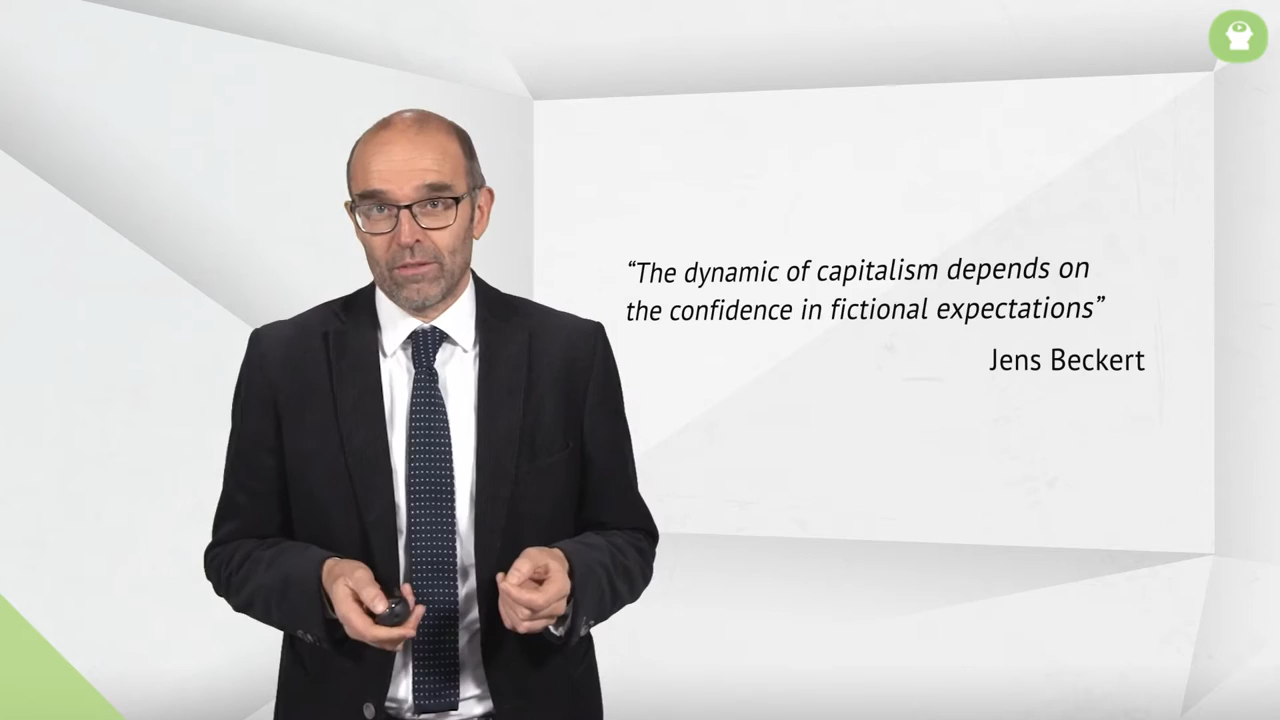 “The dynamic of capitalism depends on
the confidence in fictional expectations”
Jens Beckert